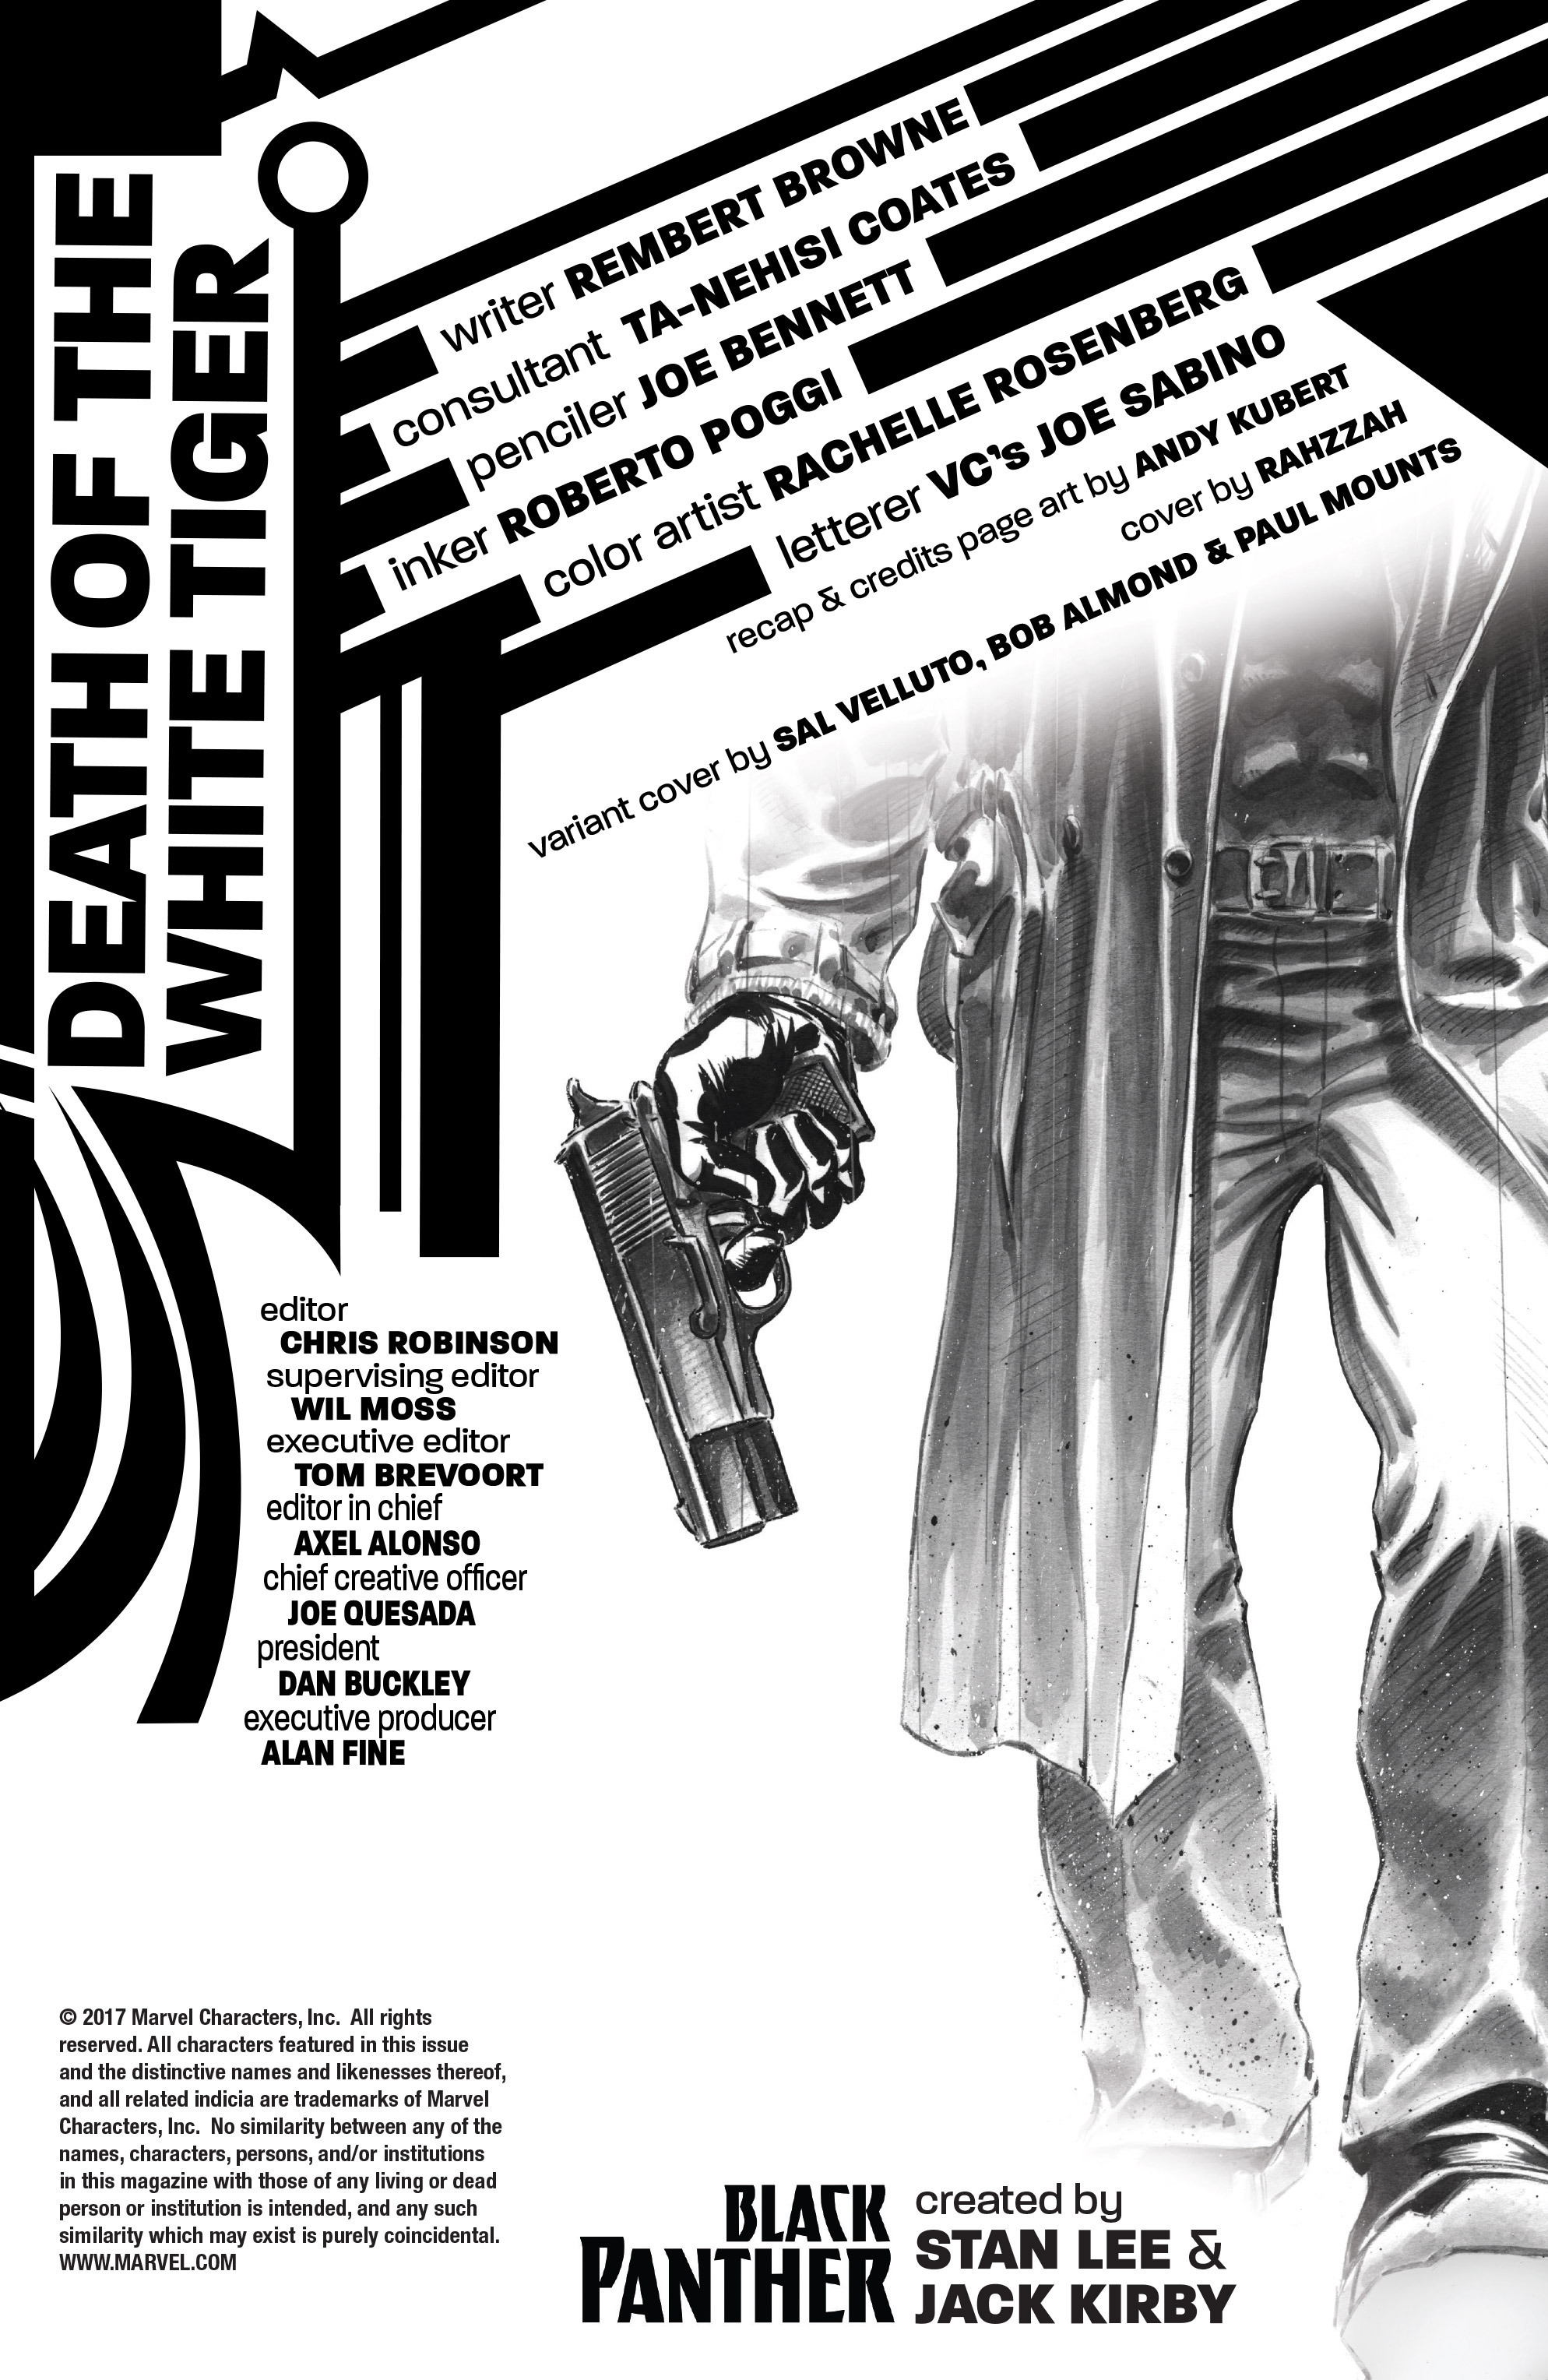 DEATH OF THE
WHITE TIGER
writer REMBERT BROWNE
consultant TA-NEHISI COATES
penciler JOE BENNETT
inker ROBERTO POGGI
color artist RACHELLE ROSENBERG
letterer VC's JOE SABINO
recap & credits page art by ANDY KUBERT
cover by RAHZZAH
variant cover by SAL VELLUTO, BOB ALMOND & PAUL MOUNTS
editor
CHRIS ROBINSON
supervising editor
WIL MOSS
executive editor
TOM BREVOORT
editor in chief
AXEL ALONSO
chief creative officer
JOE QUESADA
president
DAN BUCKLEY
executive producer
ALAN FINE
© 2017 Marvel Characters, Inc.  All rights
reserved. All characters featured in this issue
and the distinctive names and likenesses thereof,
and all related indicia are trademarks of Marvel
Characters, Inc.  No similarity between any of the
names, characters, persons, and/or institutions
in this magazine with those of any living or dead
person or institution is intended, and any such
similarity which may exist is purely coincidental.
WWW.MARVEL.COM
BLACK
PANTHER
created by
STAN LEE &
JACK KIRBY